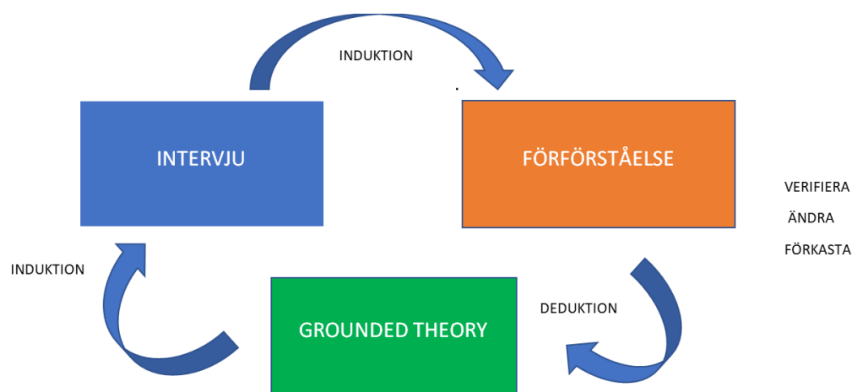 INDUKTION
INTERVJU
FÖRFÖRSTÅELSE
VERIFIERA
ÄNDRA
FÖRKASTA
INDUKTION
DEDUKTION
GROUNDED THEORY